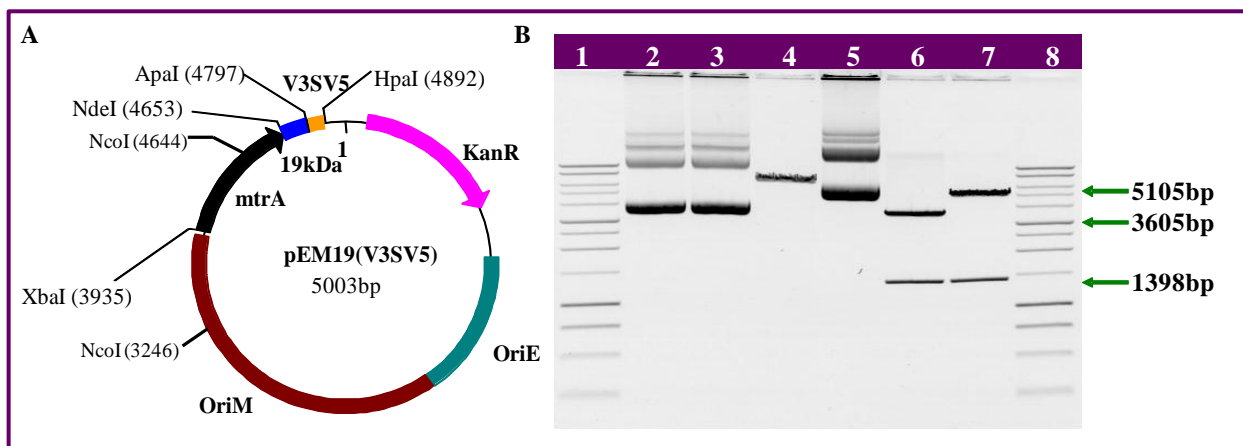 A
ApaI (4797)
V3SV5
HpaI (4892)
NdeI (4653)
NcoI (4644)
19kDa
1
KanR
mtrA
pEM19(V3SV5)
5003bp
XbaI (3935)
NcoI (3246)
OriE
OriM
B
1 2 3 4 5 6 7 8
5105bp
3605bp
1398bp